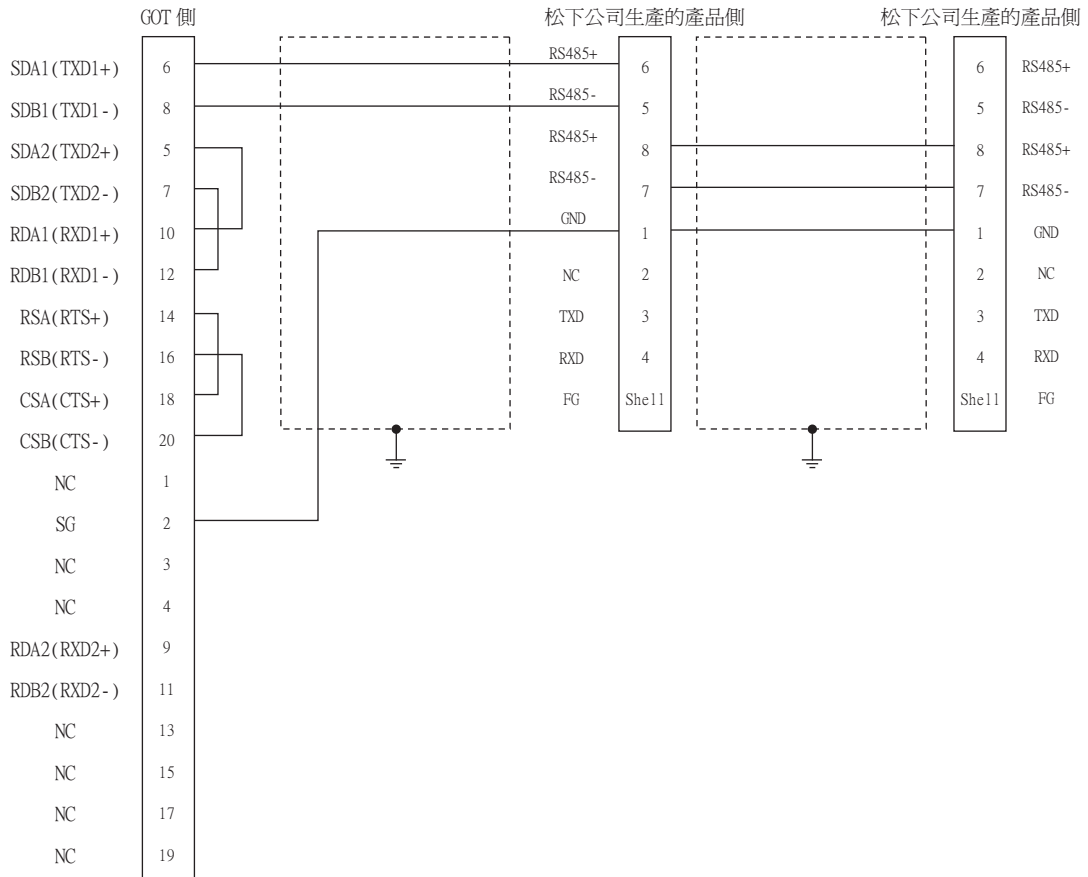 GOT 側 松下公司生產的產品側 松下公司生產的產品側
SDA1(TXD1+) 6 RS485+ 6 6 RS485+
SDB1(TXD1-) 8 RS485- 5 5 RS485-
SDA2(TXD2+) 5 RS485+ 8 8 RS485+
SDB2(TXD2-) 7 RS485- 7 7 RS485-
RDA1(RXD1+) 10 GND 1 1 GND
RDB1(RXD1-) 12 NC 2 2 NC
RSA(RTS+) 14 TXD 3 3 TXD
RSB(RTS-) 16 RXD 4 4 RXD
CSA(CTS+) 18 FG Shell Shell FG
CSB(CTS-) 20
NC 1
SG 2
NC 3
NC 4
RDA2(RXD2+) 9
RDB2(RXD2-) 11
NC 13
NC 15
NC 17
NC 19